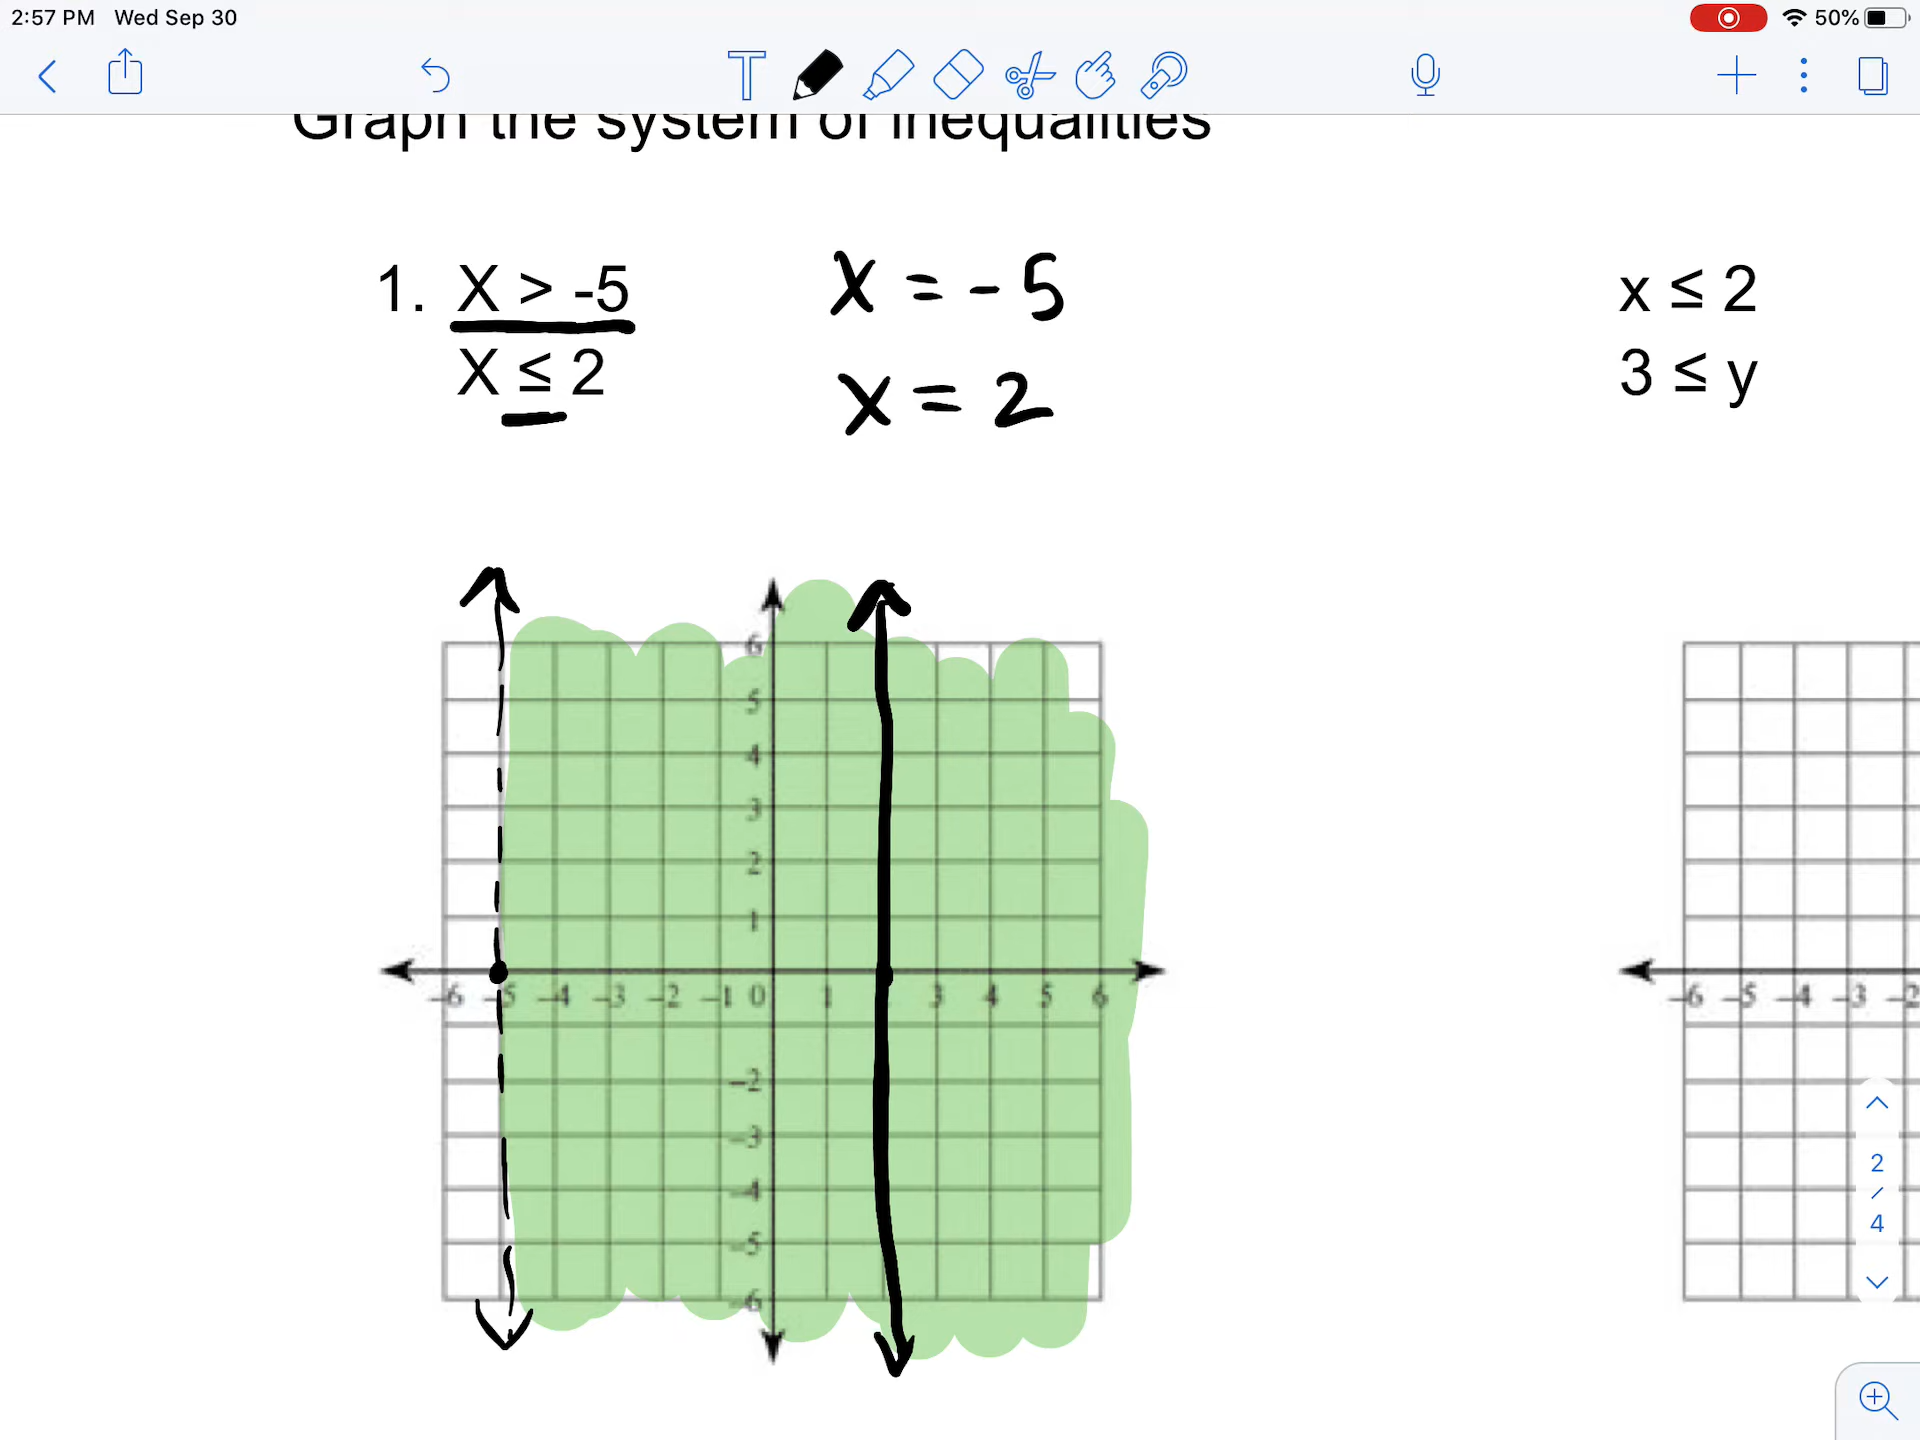 2:57 PM Wed Sep 30
50%
T
Graph the system of inequalities
1. X > -5
X ≤ 2
x = -5
x = 2
x ≤ 2
3 ≤ y
6
5
4
3
2
1
-6 -5 -4 -3 -2 -1 0 1 3 4 5 6
-2
-3
-4
-5
-6
-6 -5 -4 -3 -2
2
/
4